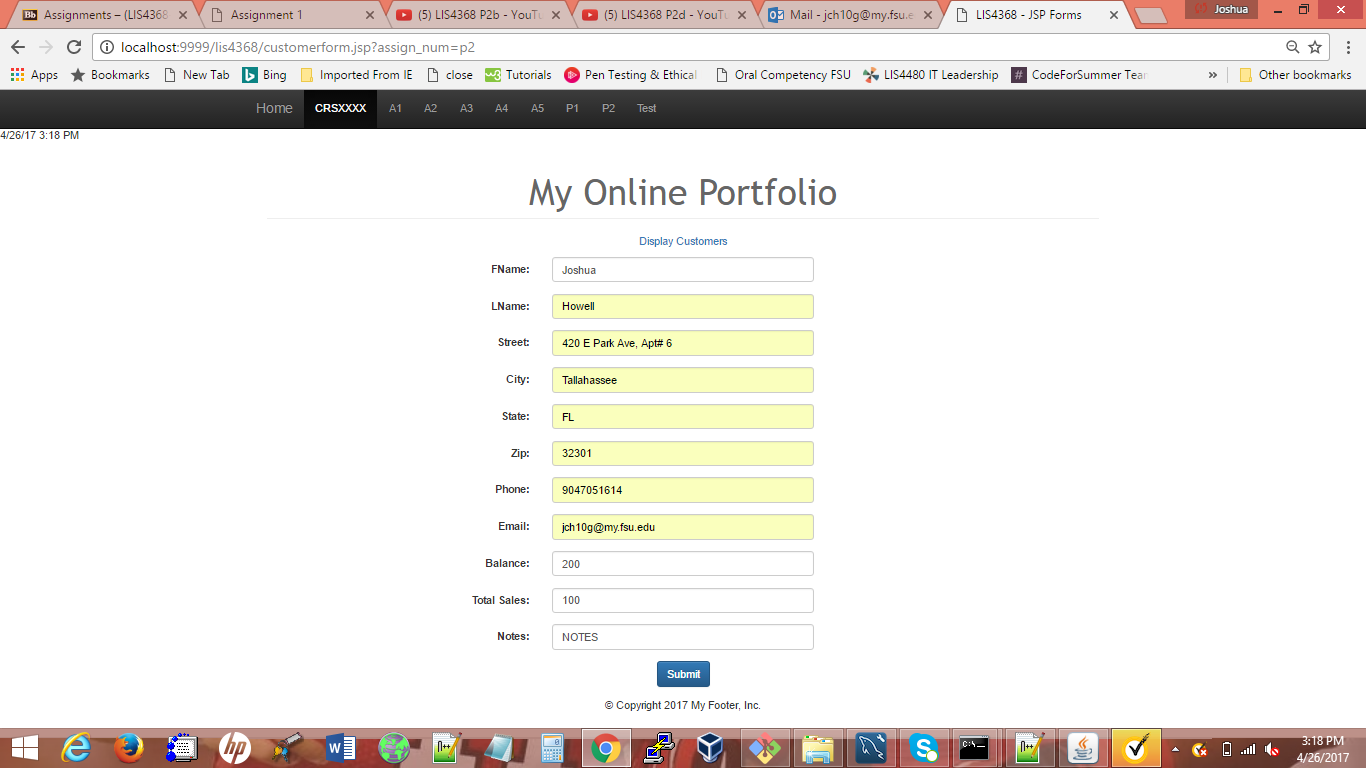 Assignments – (LIS4368
Assignment 1
(5) LIS4368 P2b - YouTu
(5) LIS4368 P2d - YouTu
Mail - jch10g@my.fsu.e
LIS4368 - JSP Forms
Joshua
localhost:9999/lis4368/customerform.jsp?assign_num=p2
Apps
Bookmarks
New Tab
Bing
Imported From IE
close
Tutorials
Pen Testing & Ethical
Oral Competency FSU
LIS4480 IT Leadership
CodeForSummer Tear
»
Other bookmarks
Home CRSXXXX A1 A2 A3 A4 A5 P1 P2 Test
4/26/17 3:18 PM
My Online Portfolio
Display Customers
FName: Joshua
LName: Howell
Street: 420 E Park Ave, Apt# 6
City: Tallahassee
State: FL
Zip: 32301
Phone: 9047051614
Email: jch10g@my.fsu.edu
Balance: 200
Total Sales: 100
Notes: NOTES
Submit
© Copyright 2017 My Footer, Inc.
3:18 PM
4/26/2017